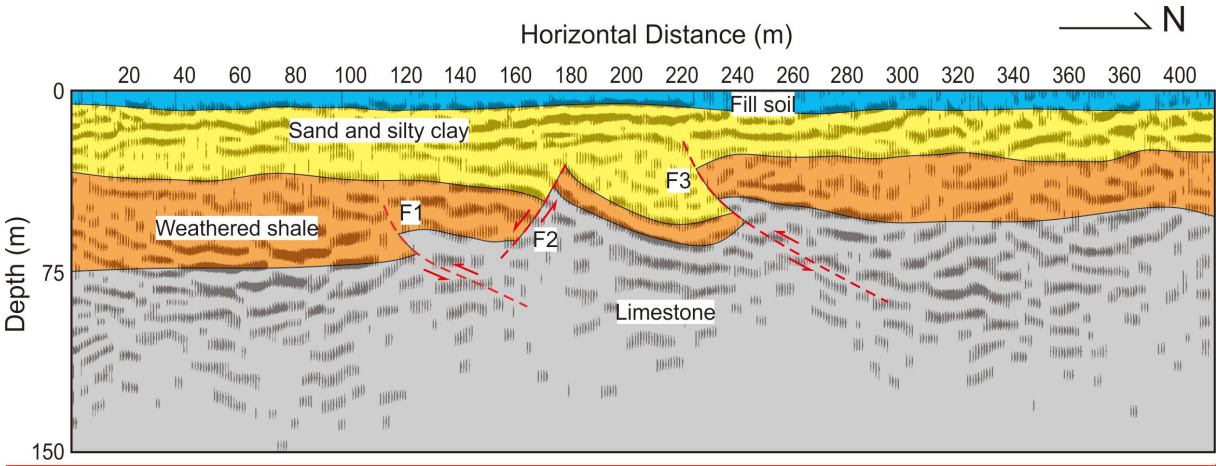 N
Horizontal Distance (m)
20 40 60 80 100 120 140 160 180 200 220 240 260 280 300 320 340 360 360 400
0
Fill soil
Sand and silty clay
F3
F1
Weathered shale
F2
75
Limestone
150
Depth (m)